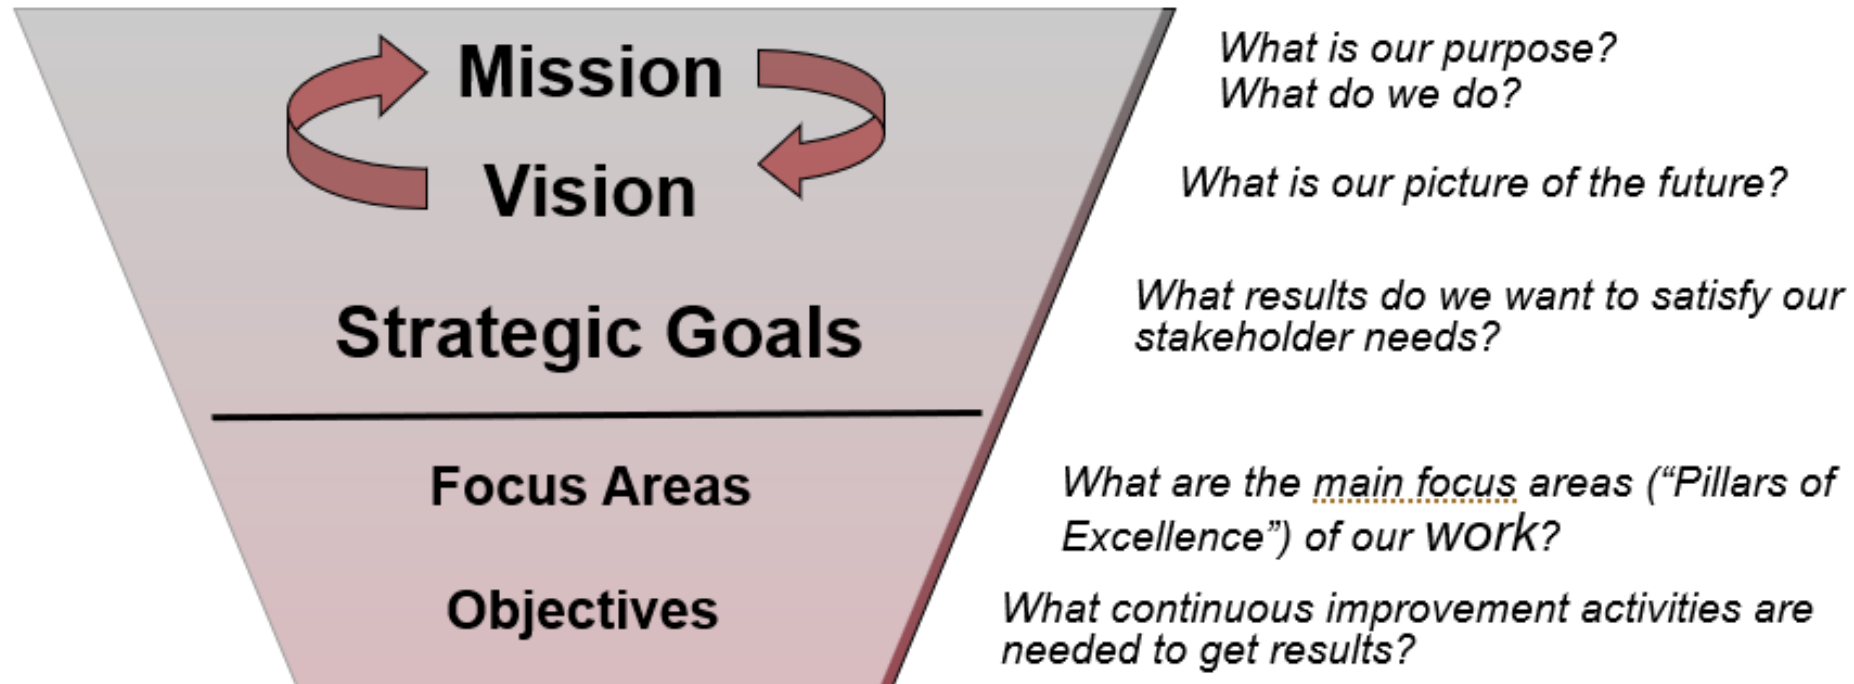 Mission
What is our purpose?
What do we do?
Vision
What is our picture of the future?
Strategic Goals
What results do we want to satisfy our
stakeholder needs?
Focus Areas
What are the main focus areas (“Pillars of
Excellence”) of our work?
Objectives
What continuous improvement activities are
needed to get results?